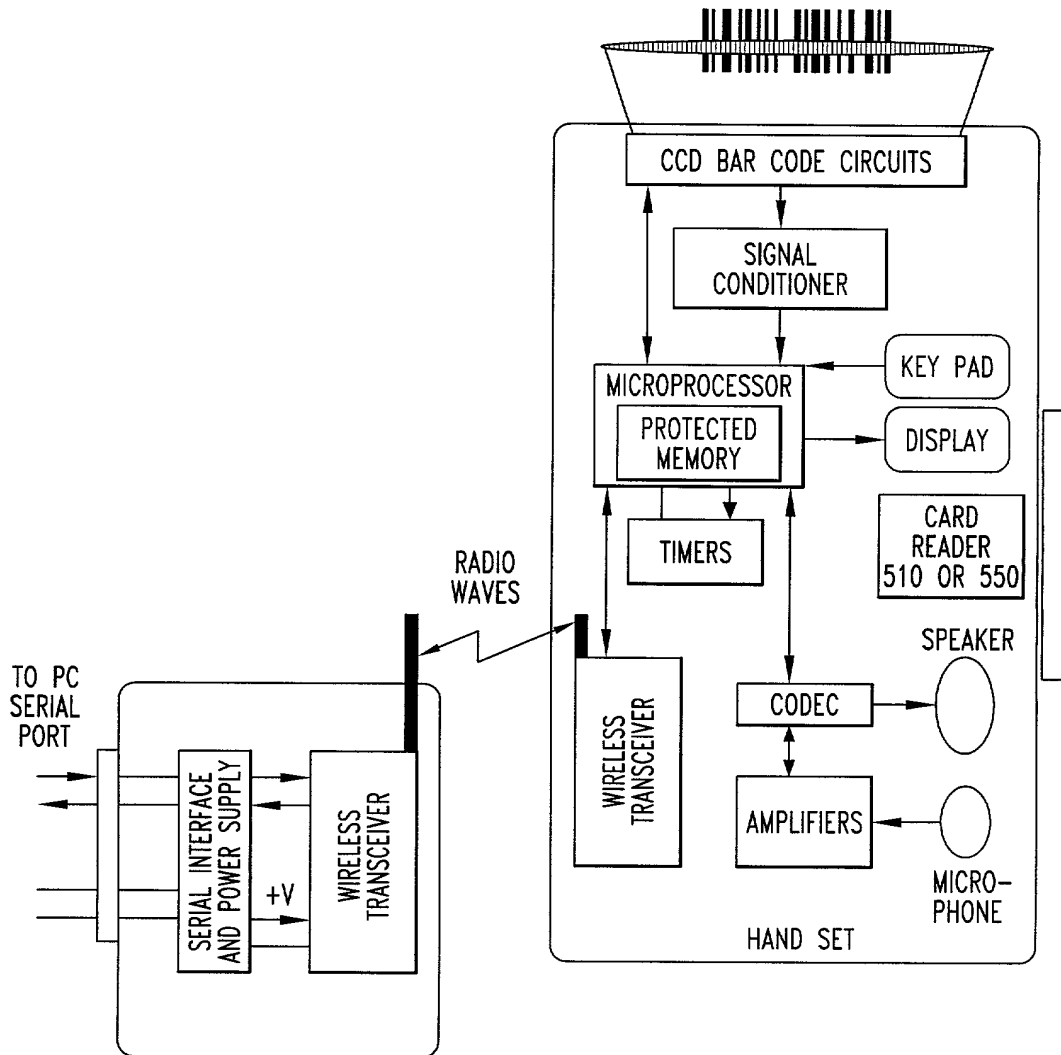 CCD BAR CODE CIRCUITS
SIGNAL
CONDITIONER
KEY PAD
MICROPROCESSOR
PROTECTED
MEMORY
DISPLAY
CARD
READER
510 OR 550
TIMERS
RADIO
WAVES
SPEAKER
TO PC
SERIAL
PORT
CODEC
WIRELESS
TRANSCEIVER
AMPLIFIERS
SERIAL INTERFACE
AND POWER SUPPLY
+V
WIRELESS
TRANSCEIVER
MICRO-
PHONE
HAND SET